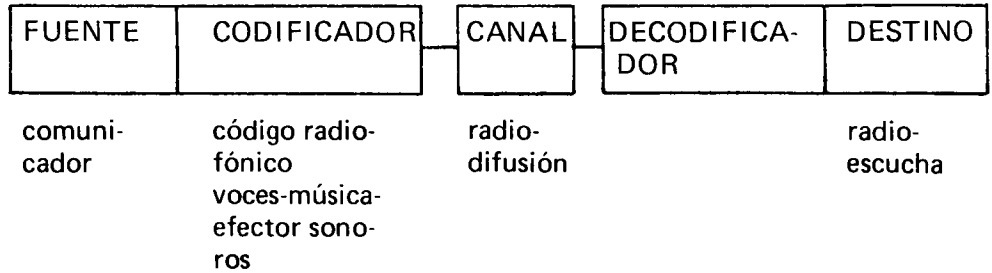 FUENTE CODIFICADOR CANAL DECODIFICA- DESTINO
DOR
comuni- código radio- radio- radio-
cador fónico difusión escucha
voces-música-
efector sono-
ros